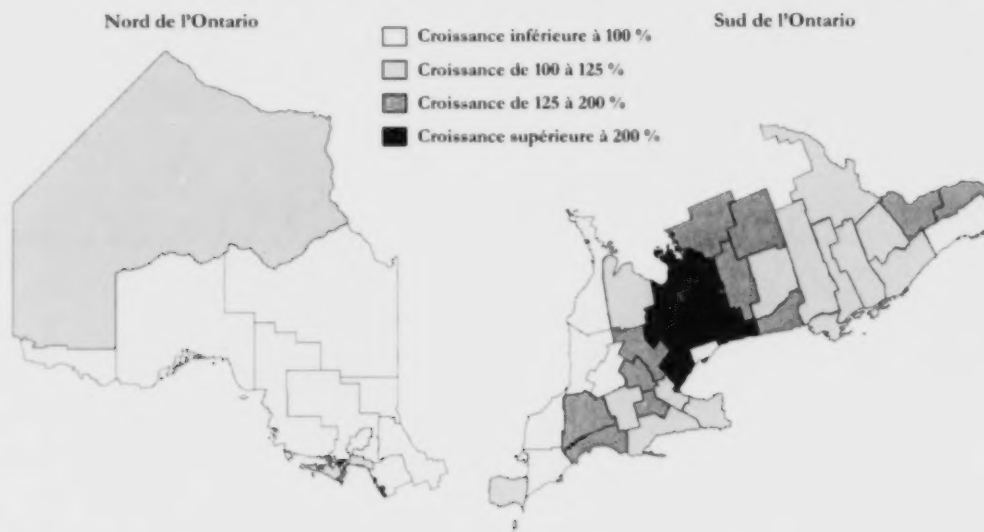 Nord de l'Ontario
Croissance inférieure à 100 %
Croissance de 100 à 125 %
Croissance de 125 à 200 %
Croissance supérieure à 200 %
Sud de l'Ontario